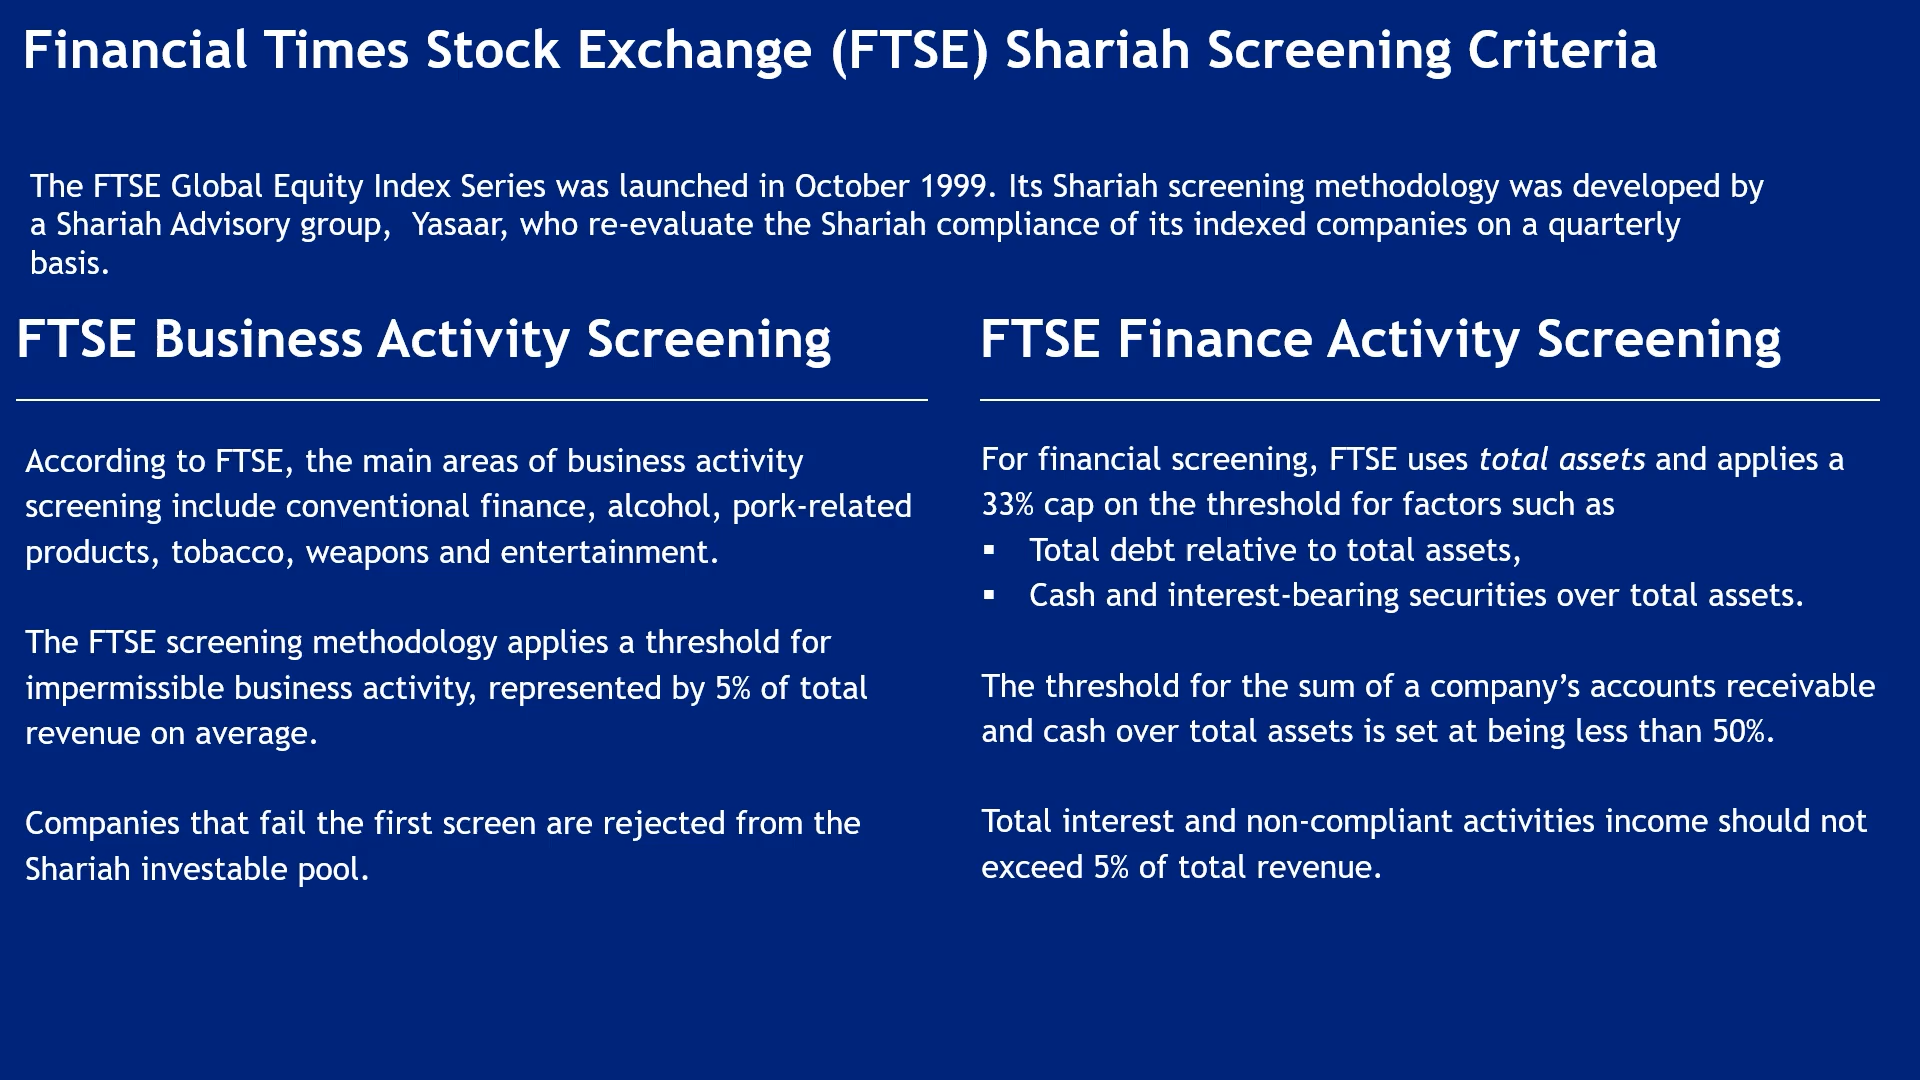 Financial Times Stock Exchange (FTSE) Shariah Screening Criteria
The FTSE Global Equity Index Series was launched in October 1999. Its Shariah screening methodology was developed by
a Shariah Advisory group,  Yasaar, who re-evaluate the Shariah compliance of its indexed companies on a quarterly
basis.
FTSE Business Activity Screening
According to FTSE, the main areas of business activity
screening include conventional finance, alcohol, pork-related
products, tobacco, weapons and entertainment.
The FTSE screening methodology applies a threshold for
impermissible business activity, represented by 5% of total
revenue on average.
Companies that fail the first screen are rejected from the
Shariah investable pool.
FTSE Finance Activity Screening
For financial screening, FTSE uses total assets and applies a
33% cap on the threshold for factors such as
▪ Total debt relative to total assets,
▪ Cash and interest-bearing securities over total assets.
The threshold for the sum of a company’s accounts receivable
and cash over total assets is set at being less than 50%.
Total interest and non-compliant activities income should not
exceed 5% of total revenue.